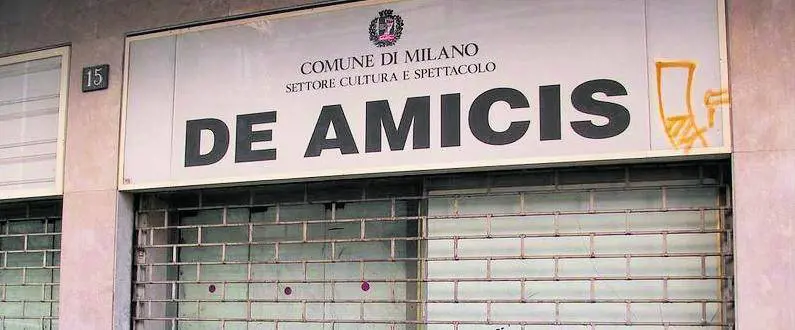 15
COMUNE DI MILANO
SETTORE CULTURA E SPETTACOLO
DE AMICIS